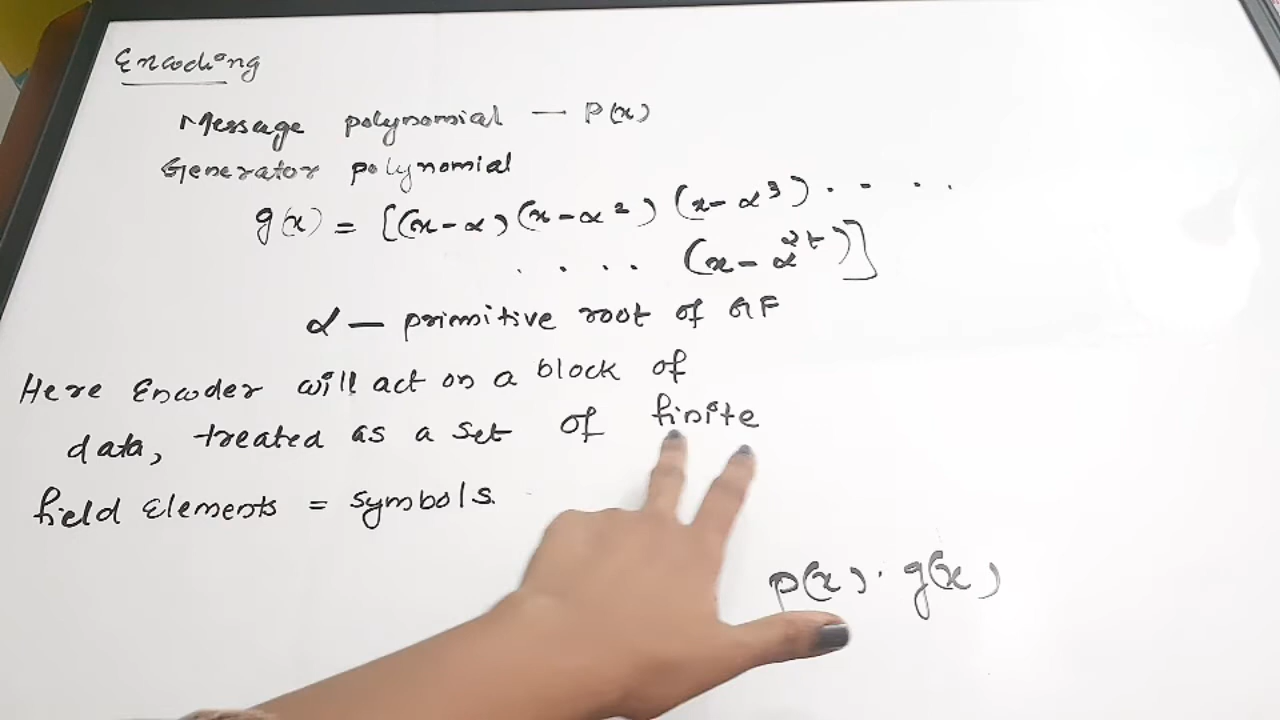 Encoding
Message polynomial — P(x)
Generator polynomial
g(x) = [(x-α)(x-α²)(x-α³) . . . .
. . . . (x-α²ᵗ)]
α — primitive root of GF
Here Encoder will act on a block of
data, treated as a set of finite
field Elements = symbols.
p(x) . g(x)